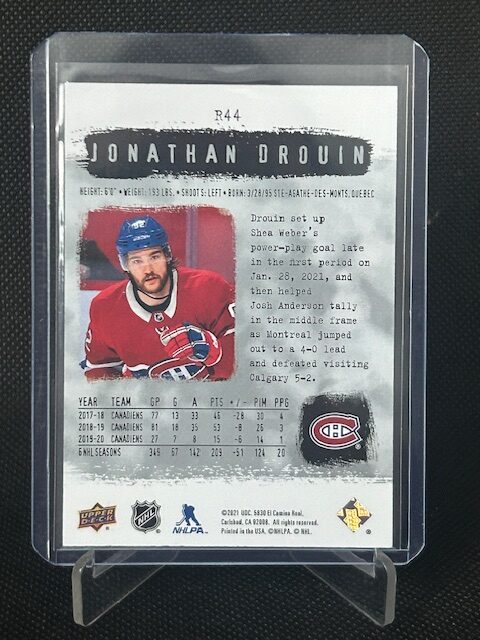 R44
JONATHAN DROUIN
HEIGHT: 6'0" • WEIGHT: 193 LBS. • SHOOTS: LEFT • BORN: 3/28/95 STE-AGATHE-DES-MONTS, QUEBEC
Drouin set up
Shea Weber's
power-play goal late
in the first period on
Jan. 28, 2021, and
then helped
Josh Anderson tally
in the middle frame
as Montreal jumped
out to a 4-0 lead
and defeated visiting
Calgary 5-2.
YEAR TEAM GP G A PTS +/- PIM PPG
2017-18 CANADIENS 77 13 33 46 -28 30 4
2018-19 CANADIENS 81 18 35 53 -8 26 3
2019-20 CANADIENS 27 7 8 15 -6 14 1
6 NHL SEASONS 349 67 142 209 -51 124 20
UPPER DECK
NHL
NHLPA
©2021 UDC. 5830 El Camino Real,
Carlsbad, CA 92008. All rights reserved.
Printed in the USA. ©NHLPA. © NHL.